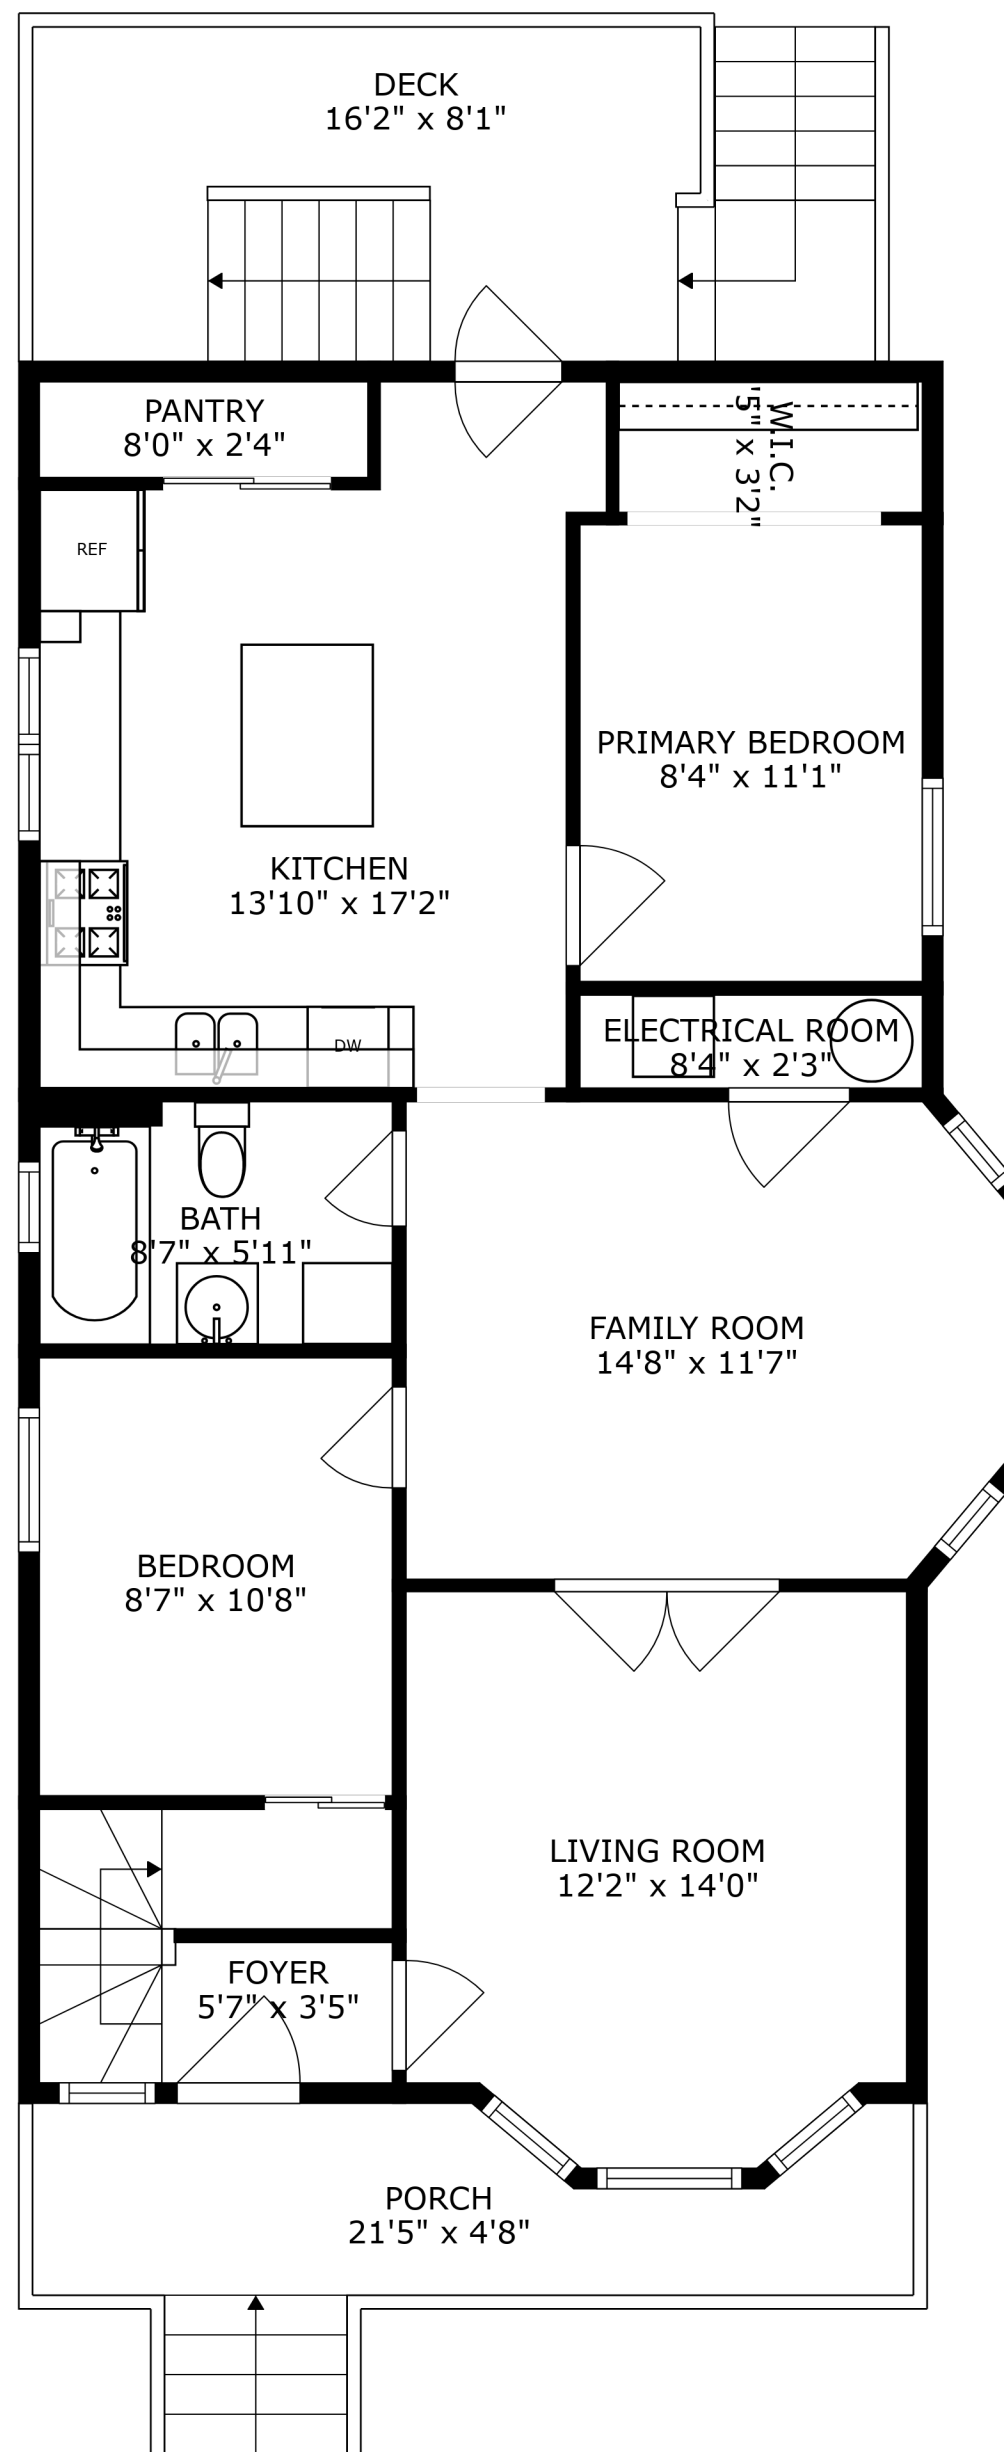 DECK
16'2" x 8'1"
PANTRY
8'0" x 2'4"
W.I.C.
'5" x 3'2"
REF
PRIMARY BEDROOM
8'4" x 11'1"
KITCHEN
13'10" x 17'2"
ELECTRICAL ROOM
8'4" x 2'3"
DW
BATH
8'7" x 5'11"
FAMILY ROOM
14'8" x 11'7"
BEDROOM
8'7" x 10'8"
LIVING ROOM
12'2" x 14'0"
FOYER
5'7" x 3'5"
PORCH
21'5" x 4'8"